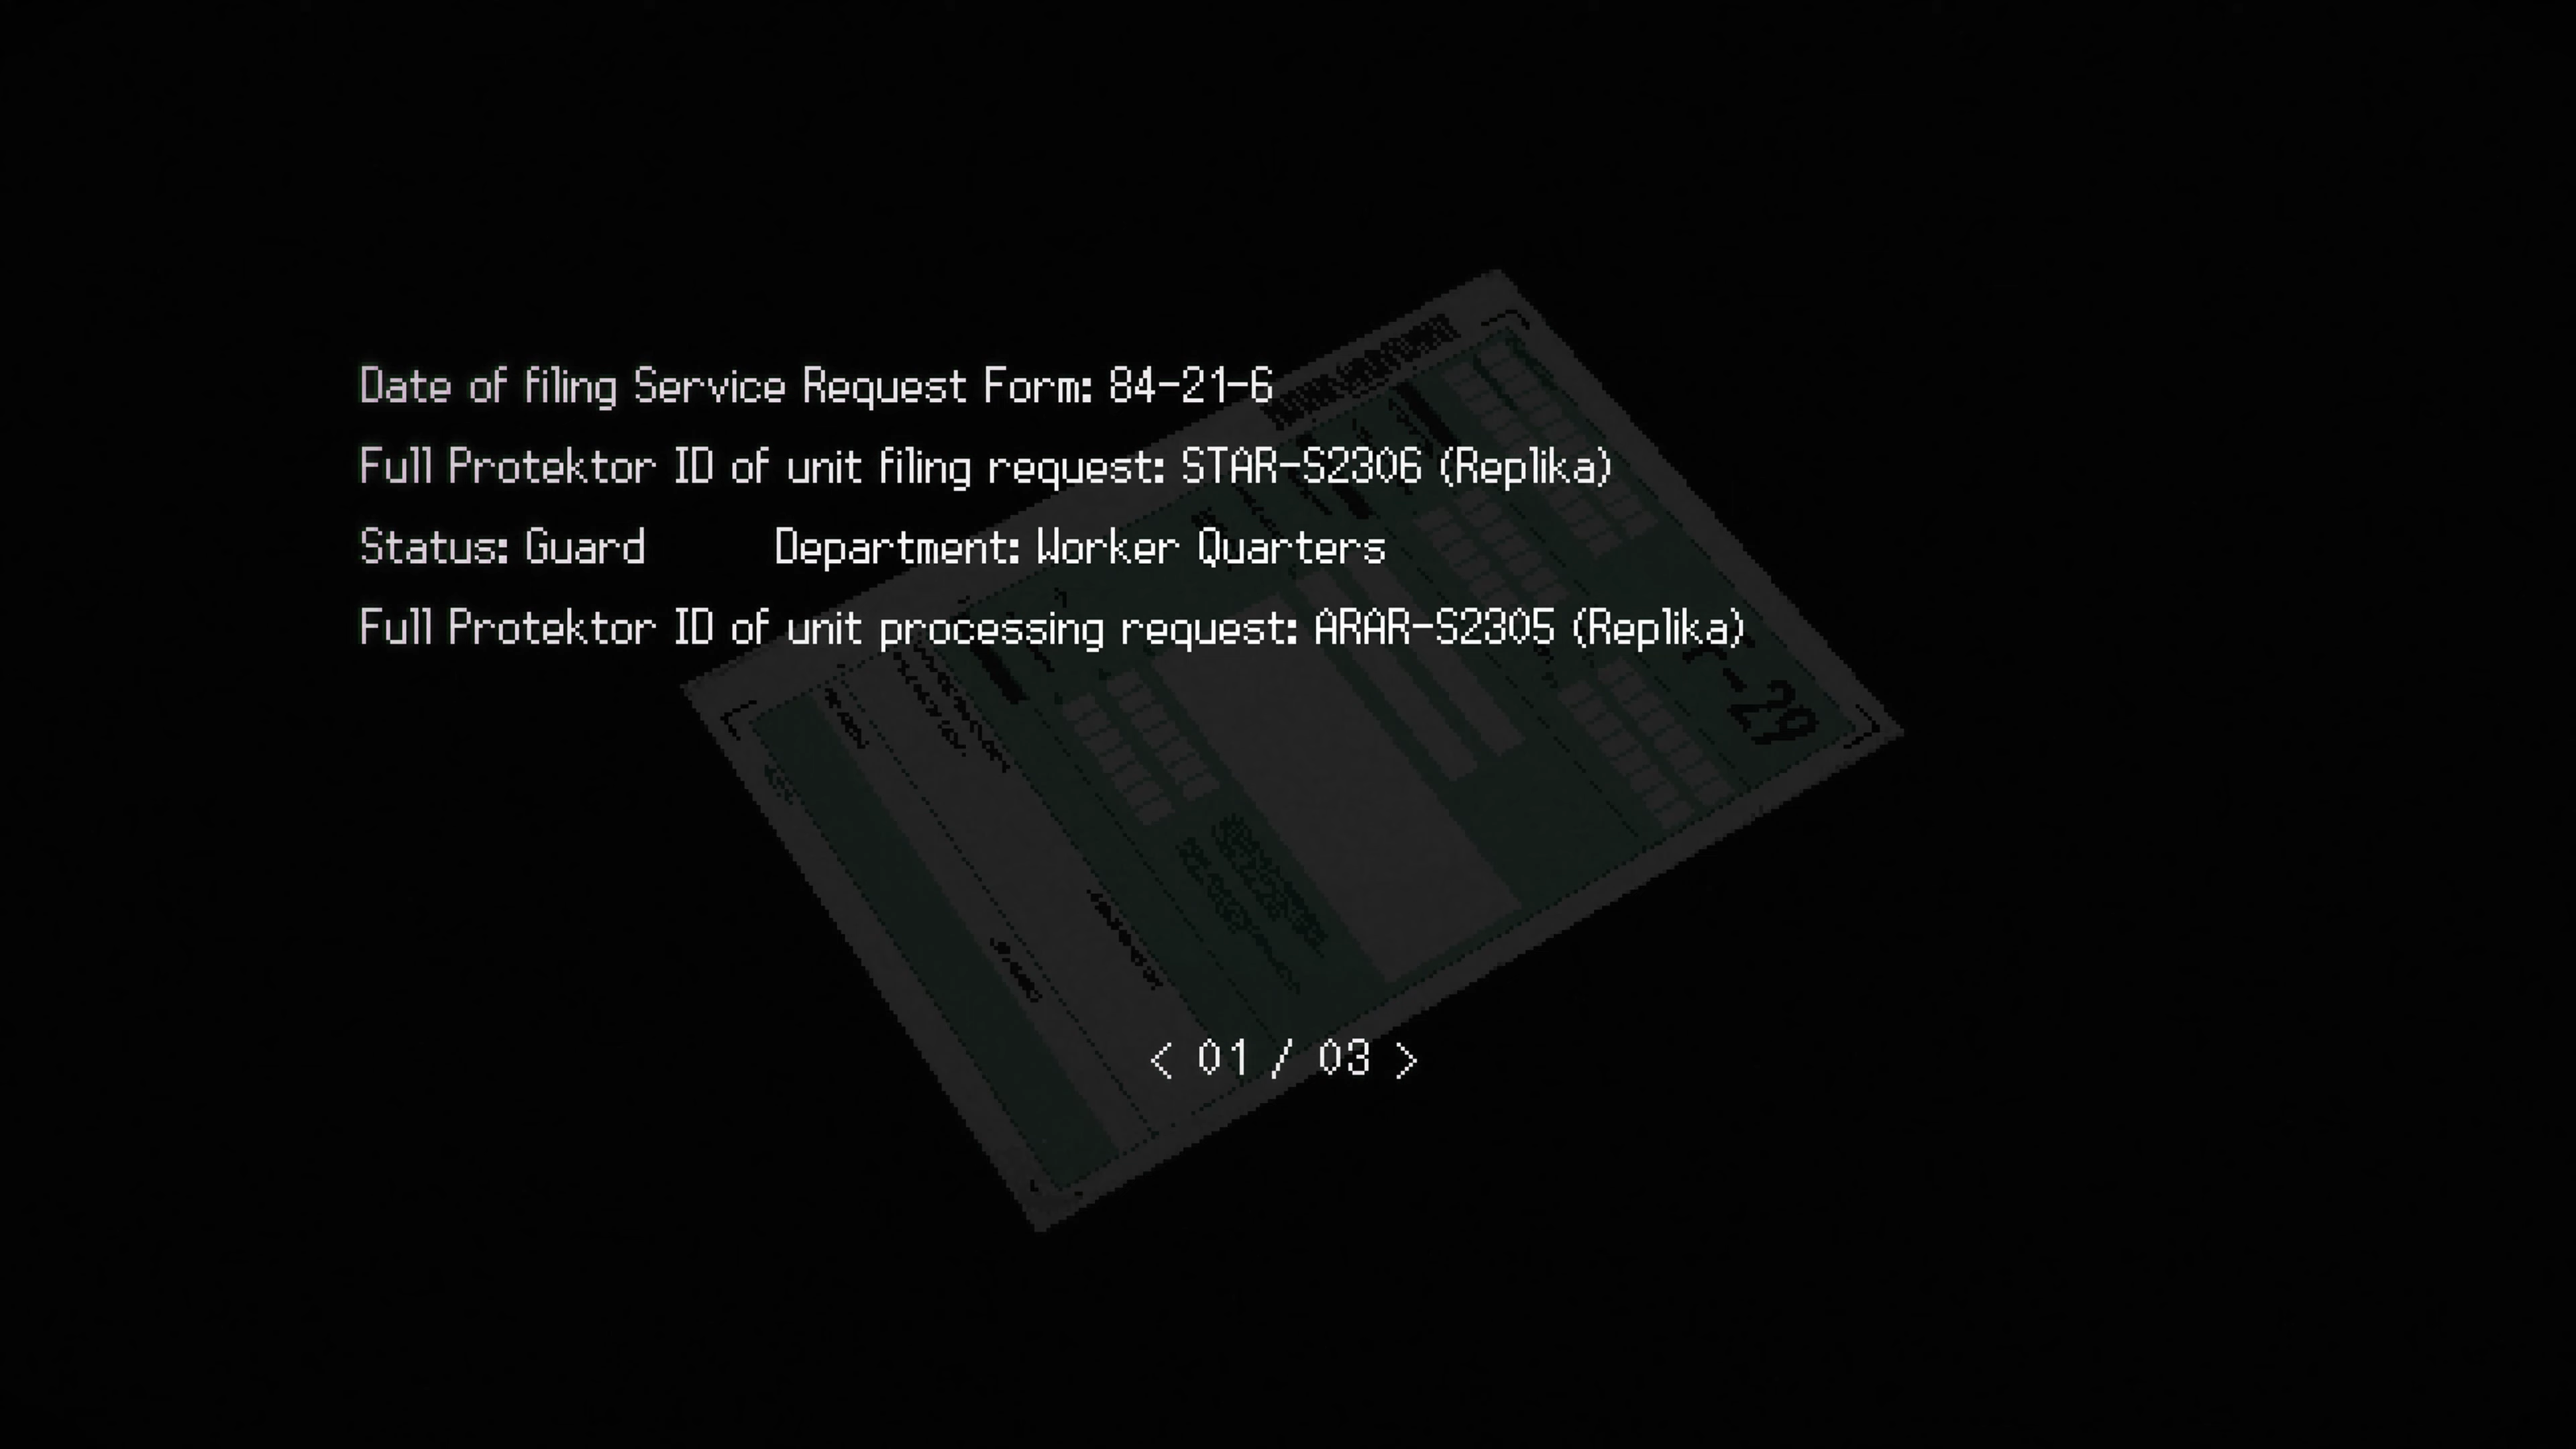 Date of filing Service Request Form: 84-21-6
Full Protektor ID of unit filing request: STAR-S2306 (Replika)
Status: Guard Department: Worker Quarters
Full Protektor ID of unit processing request: ARAR-S2305 (Replika)
-29
< 01 / 03 >